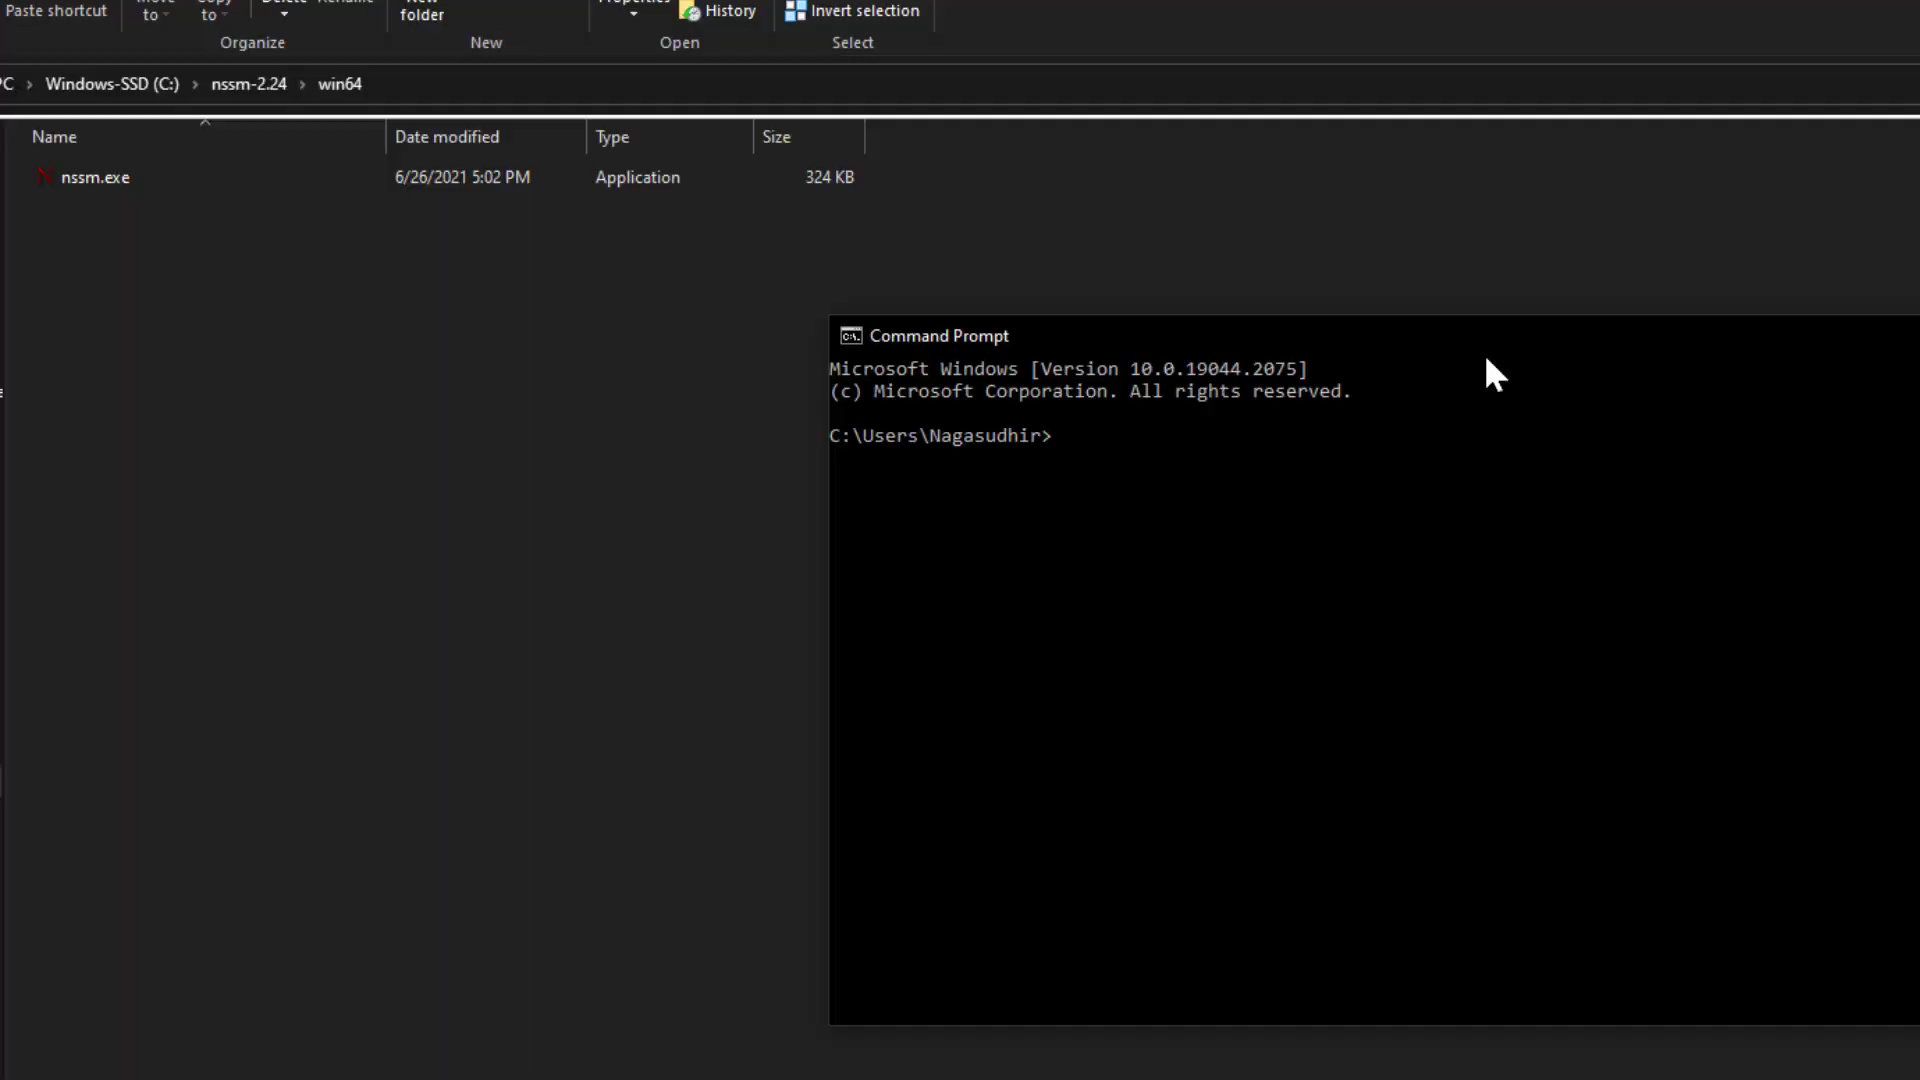 Paste shortcut
to
to
New
folder
History
Invert selection
Organize
New
Open
Select
Windows-SSD (C:) › nssm-2.24 › win64
Name
Date modified
Type
Size
nssm.exe
6/26/2021 5:02 PM
Application
324 KB
Command Prompt
Microsoft Windows [Version 10.0.19044.2075]
(c) Microsoft Corporation. All rights reserved.
C:\Users\Nagasudhir>